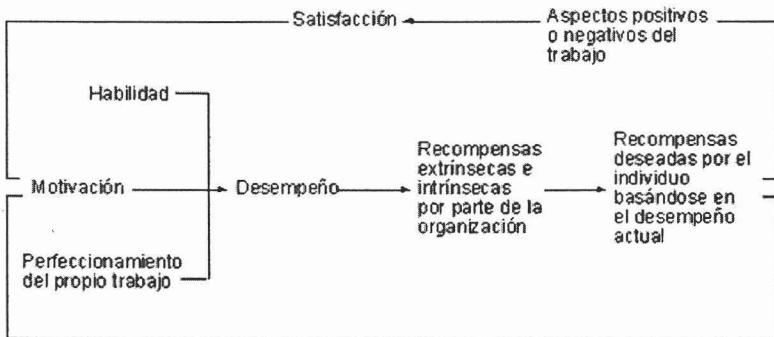 Satisfacción
Aspectos positivos
o negativos del
trabajo
Habilidad
Motivación
Desempeño
Recompensas
extrínsecas e
intrínsecas
por parte de la
organización
Recompensas
deseadas por el
individuo
basándose en
el desempeño
actual
Perfeccionamiento
del propio trabajo